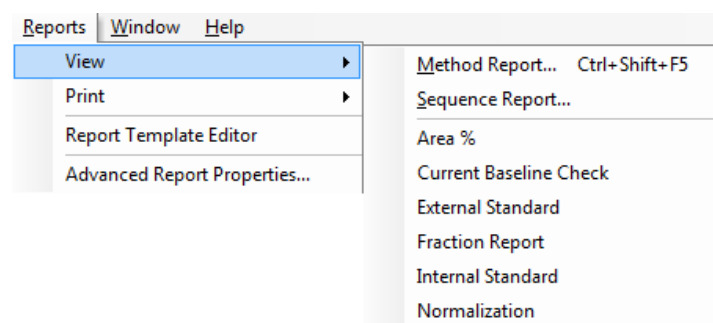 Reports Window Help
View
Print
Report Template Editor
Advanced Report Properties...
Method Report... Ctrl+Shift+F5
Sequence Report...
Area %
Current Baseline Check
External Standard
Fraction Report
Internal Standard
Normalization